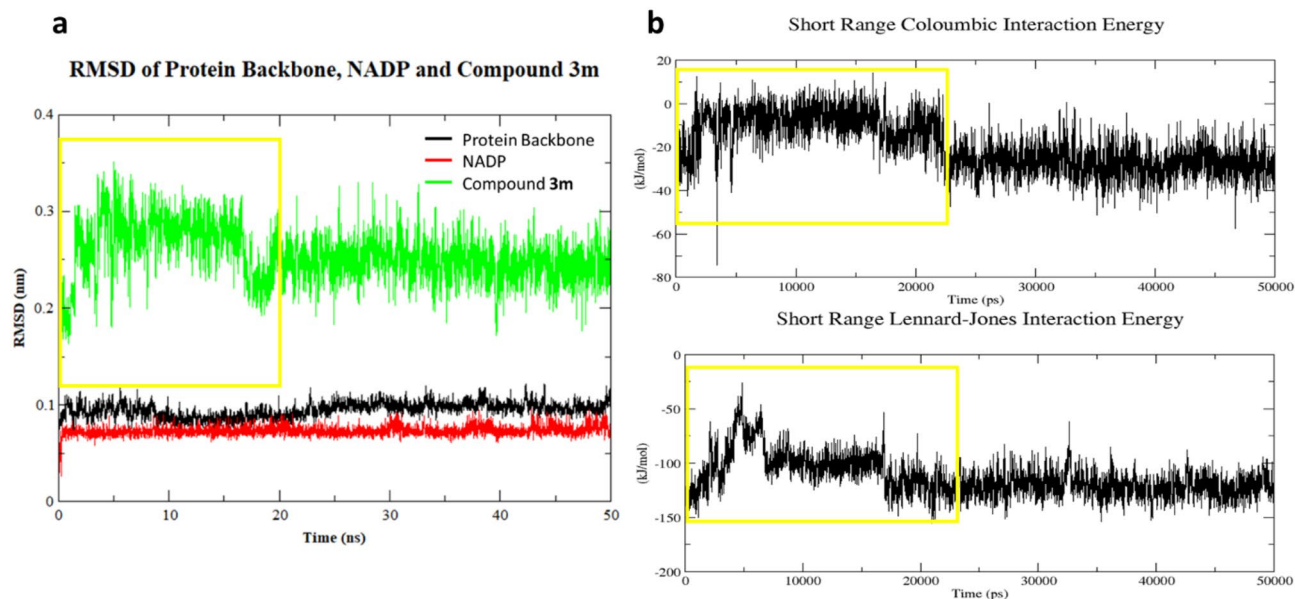 a
RMSD of Protein Backbone, NADP and Compound 3m
0.4
0.3
0.2
0.1
0
RMSD (nm)
Protein Backbone
NADP
Compound 3m
0 10 20 30 40 50
Time (ns)
b
Short Range Coloumbic Interaction Energy
20
0
-20
-40
-60
-80
(kJ/mol)
0 10000 20000 30000 40000 50000
Time (ps)
Short Range Lennard-Jones Interaction Energy
0
-50
-100
-150
-200
(kJ/mol)
0 10000 20000 30000 40000 50000
Time (ps)